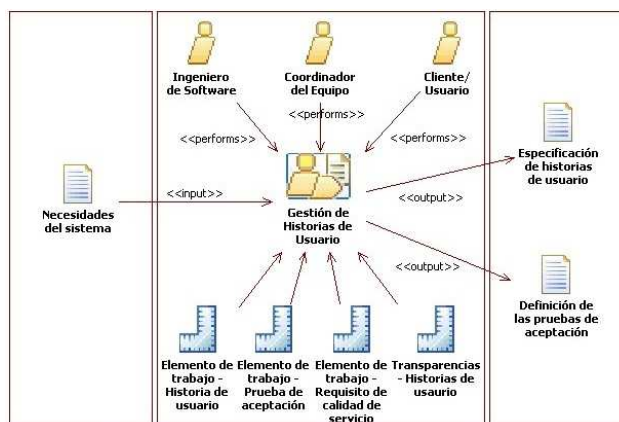 Ingeniero
de Software
Coordinador
del Equipo
Cliente/
Usuario
<<performs>>
<<performs>>
<<performs>>
Necesidades
del sistema
<<input>>
Gestión de
Historias de
Usuario
<<output>>
Especificación
de historias
de usuario
<<output>>
Definición de
las pruebas de
aceptación
Elemento de
trabajo -
Historia de
usuario
Elemento de
trabajo -
Prueba de
aceptación
Elemento de
trabajo -
Requisito de
calidad de
servicio
Transparencias
- Historias de
usaurio